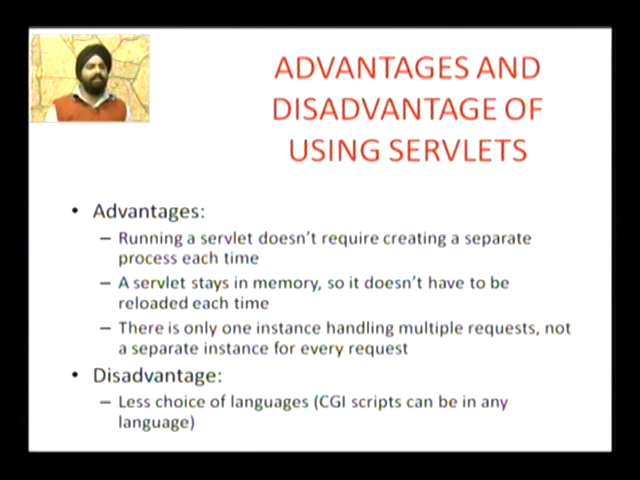 ADVANTAGES AND
DISADVANTAGE OF
USING SERVLETS
• Advantages:
– Running a servlet doesn't require creating a separate
process each time
– A servlet stays in memory, so it doesn't have to be
reloaded each time
– There is only one instance handling multiple requests, not
a separate instance for every request
• Disadvantage:
– Less choice of languages (CGI scripts can be in any
language)